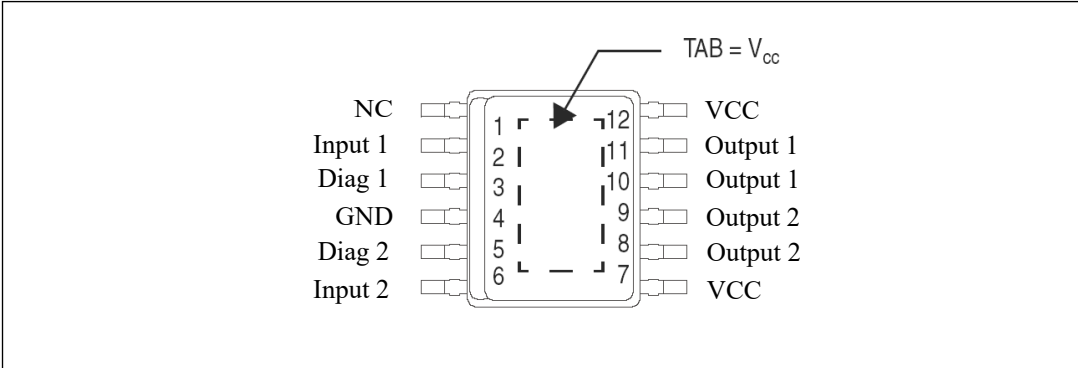 TAB = Vcc
NC 1 12 VCC
Input 1 2 11 Output 1
Diag 1 3 10 Output 1
GND 4 9 Output 2
Diag 2 5 8 Output 2
Input 2 6 7 VCC